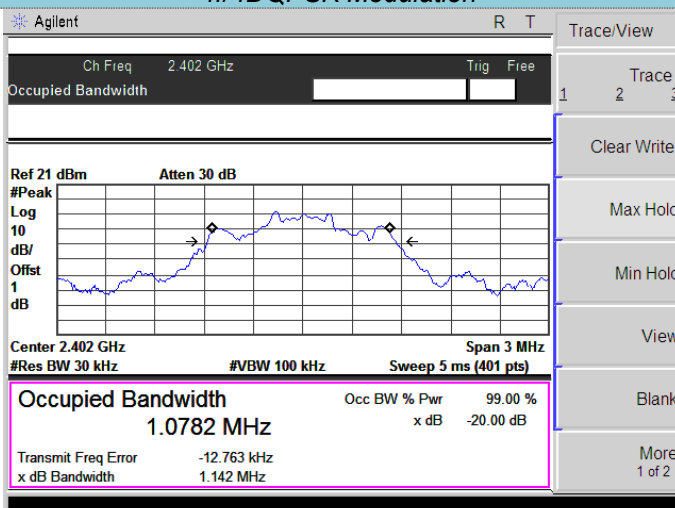 Agilent R T
Trace/View
Ch Freq 2.402 GHz Trig Free
Occupied Bandwidth
Trace
1 2 3
Clear Write
Max Hold
Ref 21 dBm Atten 30 dB
#Peak
Log
10
dB/
Offst
1
dB
Min Hold
View
Center 2.402 GHz Span 3 MHz
#Res BW 30 kHz #VBW 100 kHz Sweep 5 ms (401 pts)
Occupied Bandwidth
1.0782 MHz
Occ BW % Pwr 99.00 %
x dB -20.00 dB
Transmit Freq Error -12.763 kHz
x dB Bandwidth 1.142 MHz
Blank
More
1 of 2